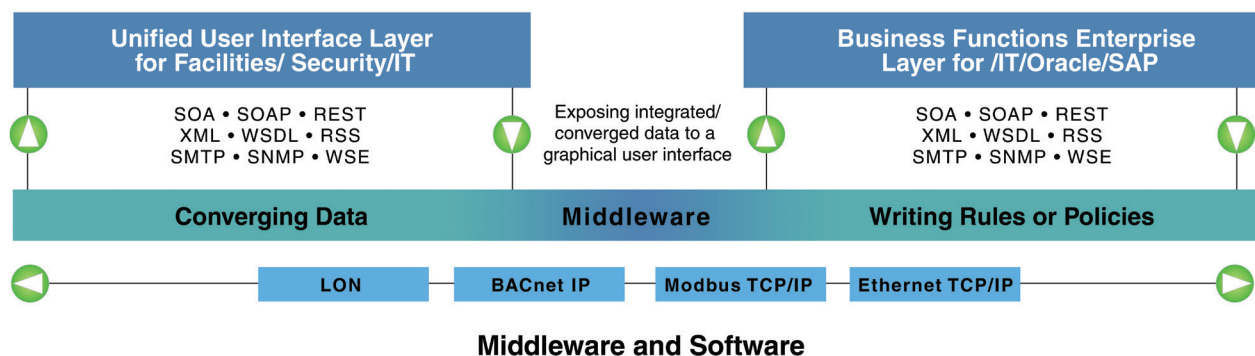 Unified User Interface Layer
for Facilities/ Security/IT
Business Functions Enterprise
Layer for /IT/Oracle/SAP
SOA • SOAP • REST
XML • WSDL • RSS
SMTP • SNMP • WSE
Exposing integrated/
converged data to a
graphical user interface
SOA • SOAP • REST
XML • WSDL • RSS
SMTP • SNMP • WSE
Converging Data
Middleware
Writing Rules or Policies
LON
BACnet IP
Modbus TCP/IP
Ethernet TCP/IP
Middleware and Software